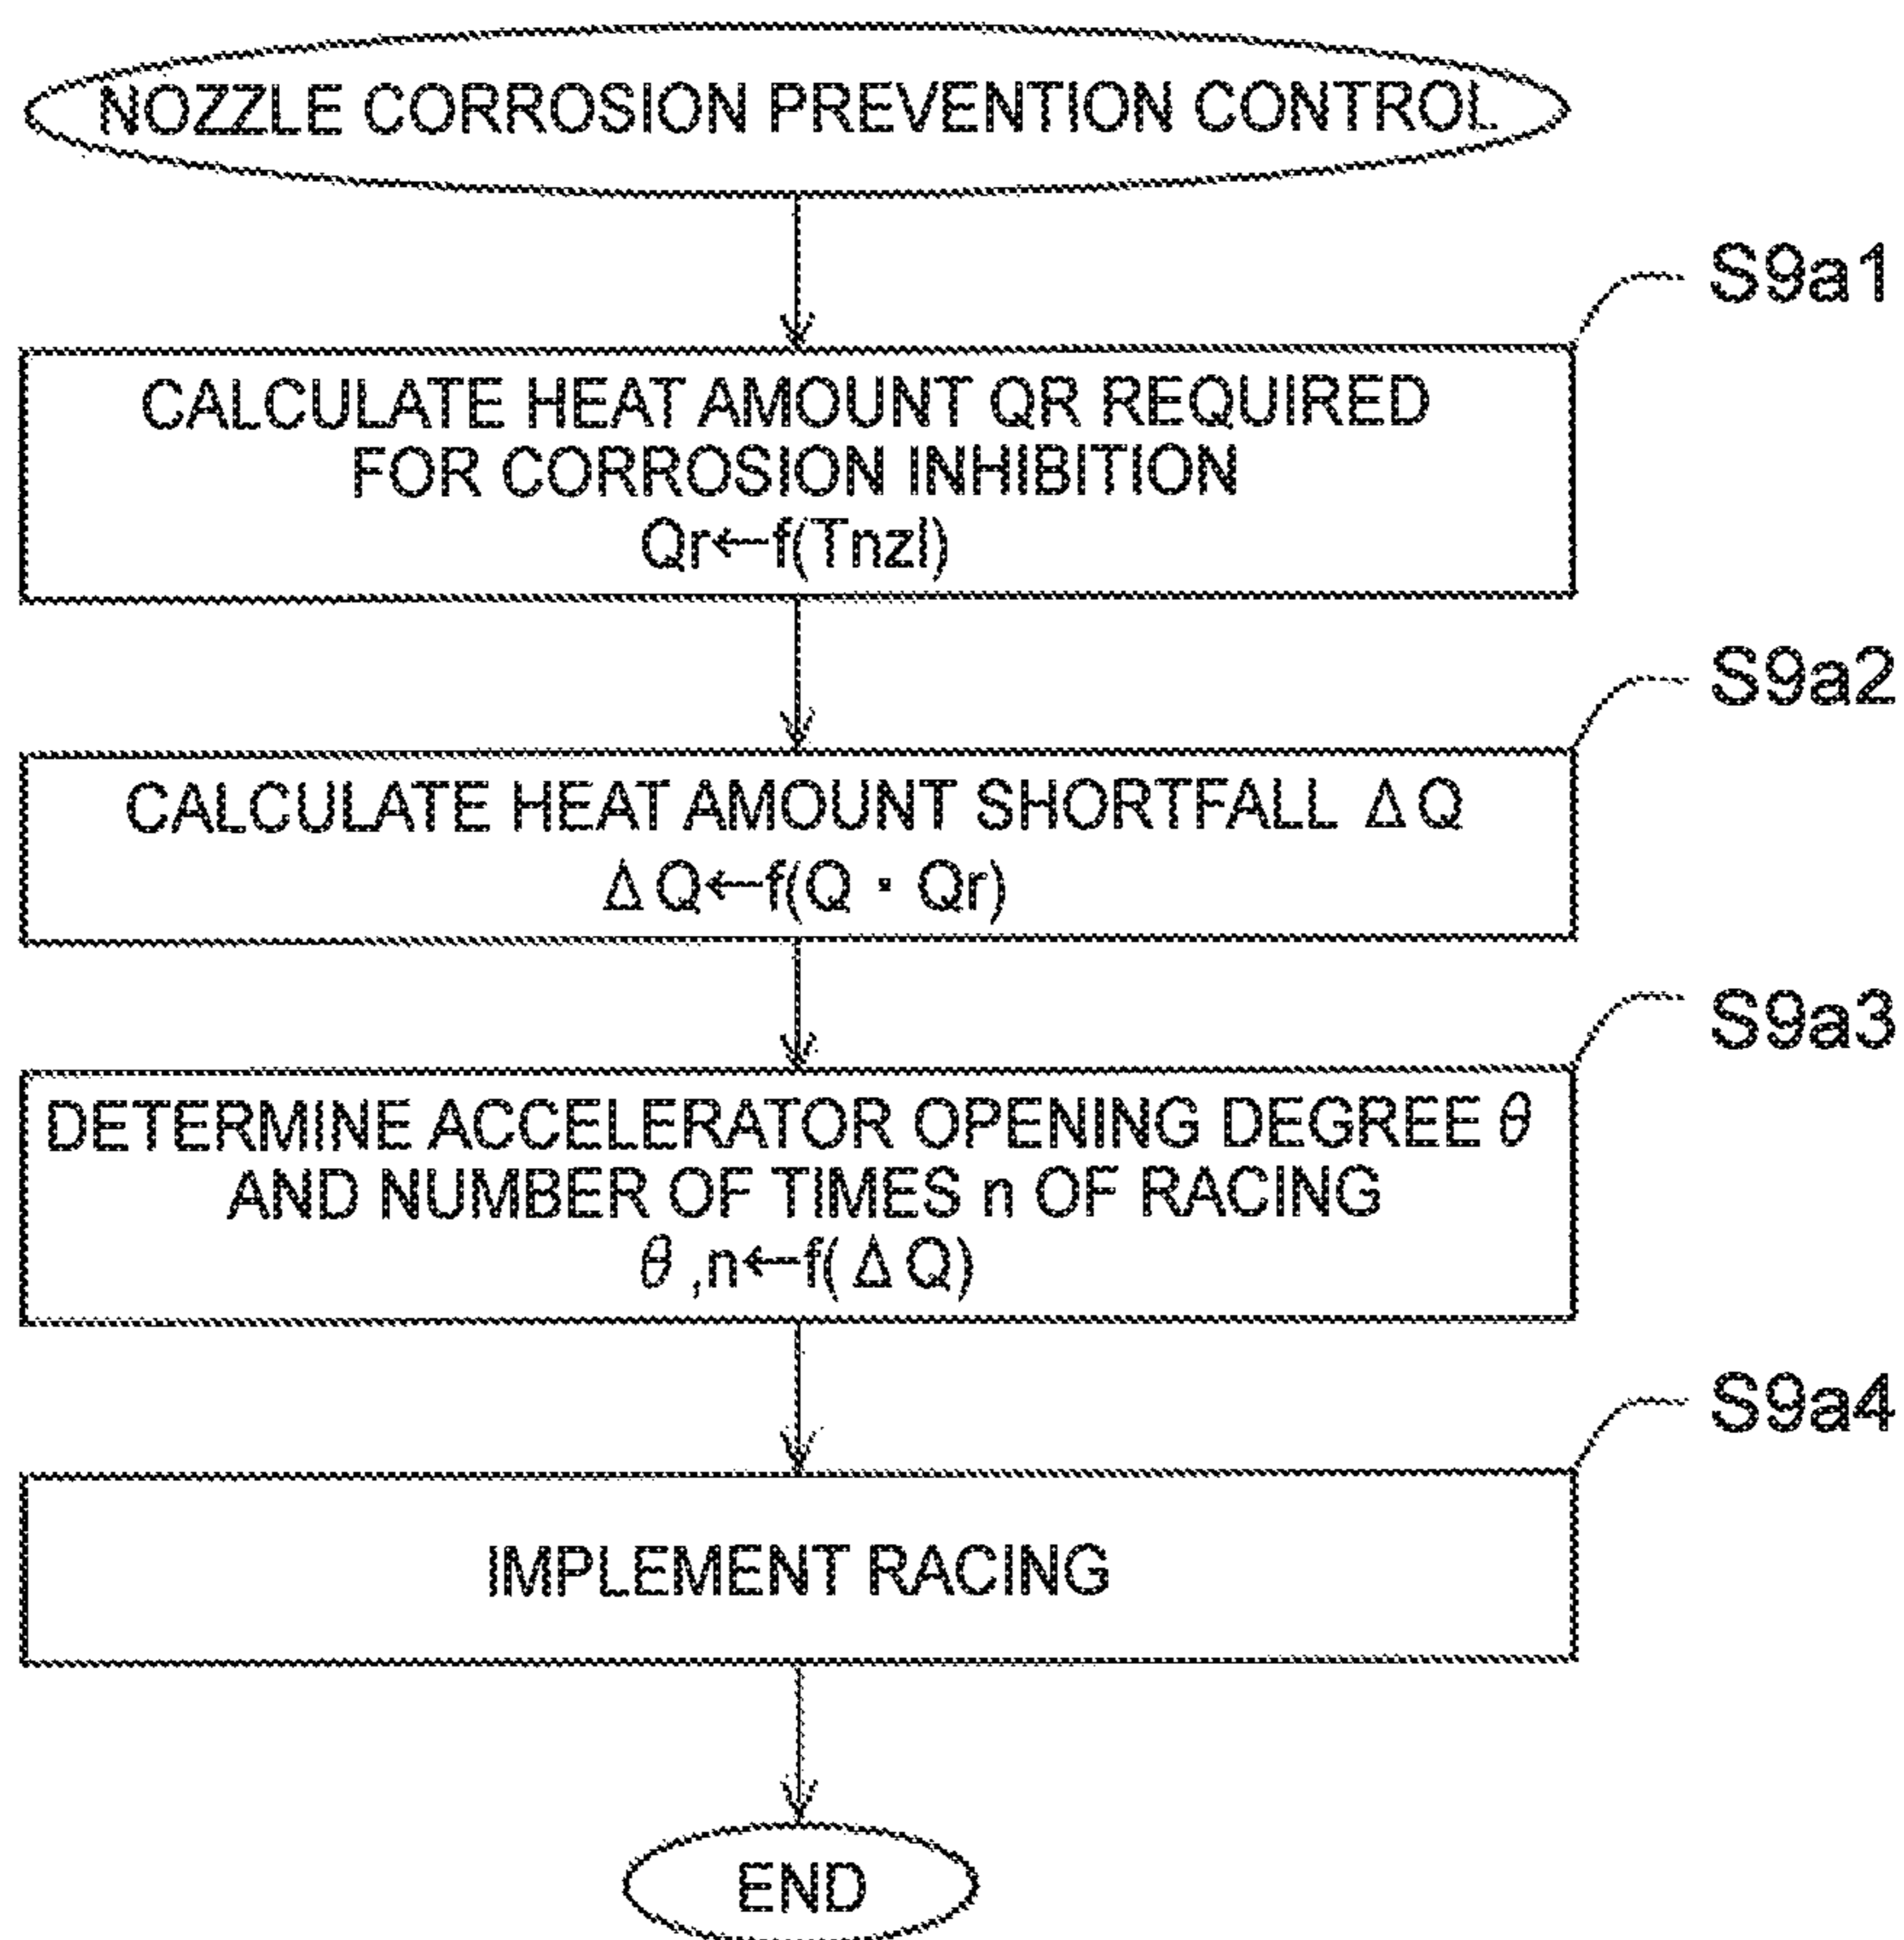 NOZZLE CORROSION PREVENTION CONTROL
S9a1
CALCULATE HEAT AMOUNT QR REQUIRED
FOR CORROSION INHIBITION
Qr←f(Tnzl)
S9a2
CALCULATE HEAT AMOUNT SHORTFALL ΔQ
ΔQ←f(Q・Qr)
S9a3
DETERMINE ACCELERATOR OPENING DEGREE θ
AND NUMBER OF TIMES n OF RACING
θ,n←f(ΔQ)
S9a4
IMPLEMENT RACING
END